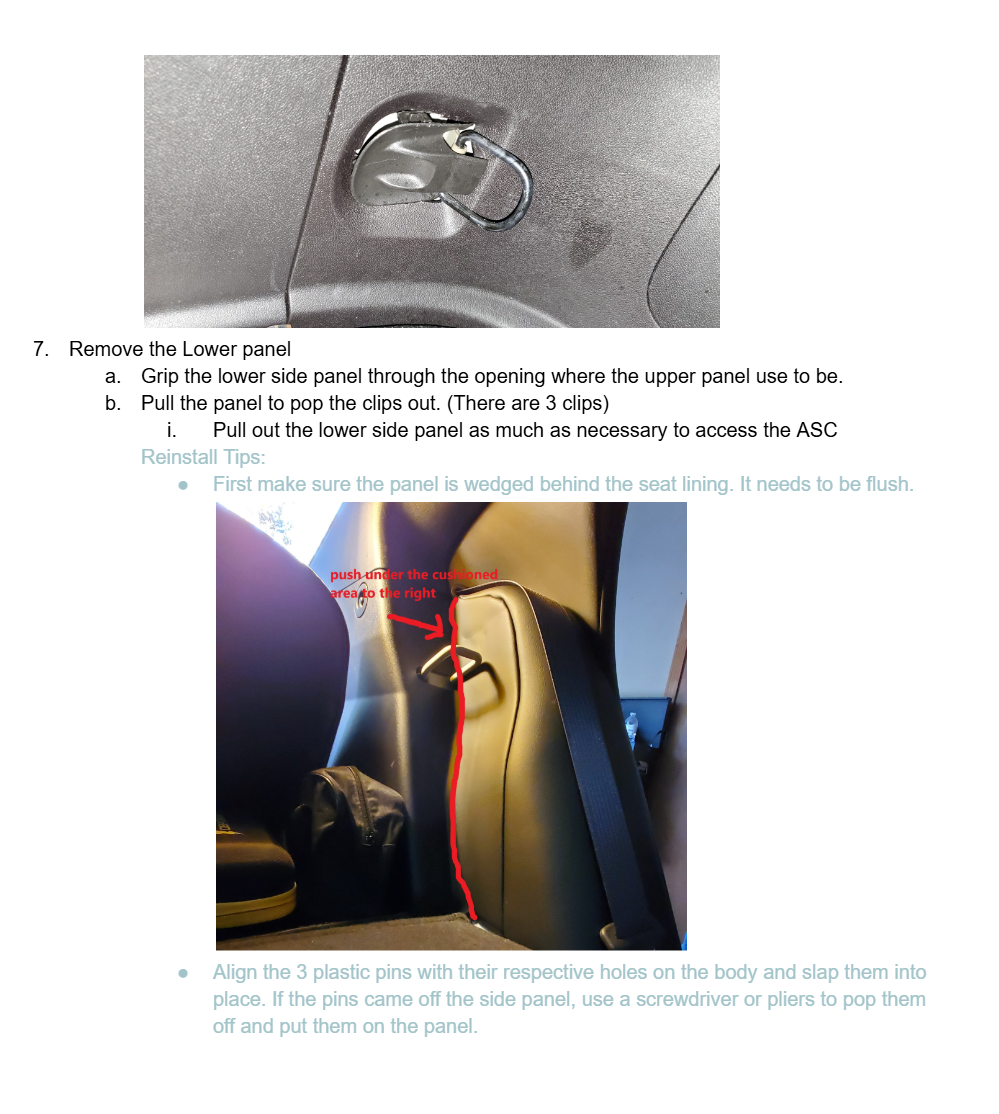 7. Remove the Lower panel
a. Grip the lower side panel through the opening where the upper panel use to be.
b. Pull the panel to pop the clips out. (There are 3 clips)
i. Pull out the lower side panel as much as necessary to access the ASC
Reinstall Tips:
● First make sure the panel is wedged behind the seat lining. It needs to be flush.
push under the cushioned
area to the right
● Align the 3 plastic pins with their respective holes on the body and slap them into
place. If the pins came off the side panel, use a screwdriver or pliers to pop them
off and put them on the panel.